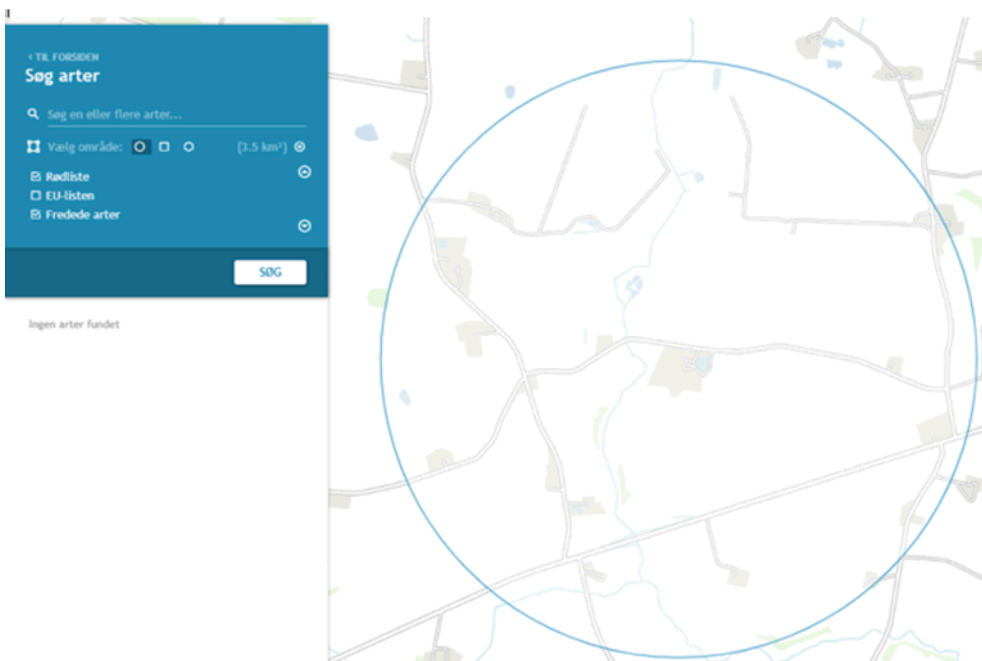 < TIL FORSIDEN
Søg arter
Søg en eller flere arter...
Vælg område: (3.5 km²)
Rødliste
EU-listen
Fredede arter
SØG
Ingen arter fundet